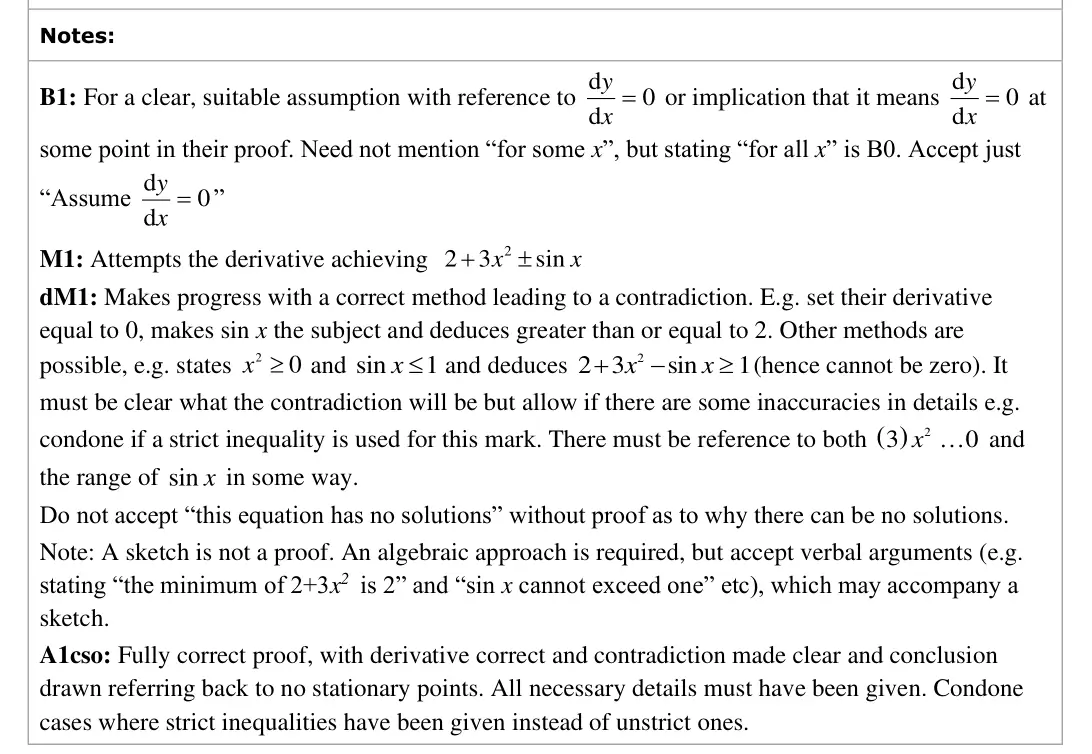 Notes:
B1: For a clear, suitable assumption with reference to dy/dx = 0 or implication that it means dy/dx = 0 at
some point in their proof. Need not mention “for some x”, but stating “for all x” is B0. Accept just
“Assume dy/dx = 0”
M1: Attempts the derivative achieving 2+3x² ± sin x
dM1: Makes progress with a correct method leading to a contradiction. E.g. set their derivative
equal to 0, makes sin x the subject and deduces greater than or equal to 2. Other methods are
possible, e.g. states x² ≥ 0 and sin x ≤ 1 and deduces 2+3x² − sin x ≥ 1 (hence cannot be zero). It
must be clear what the contradiction will be but allow if there are some inaccuracies in details e.g.
condone if a strict inequality is used for this mark. There must be reference to both (3)x² …0 and
the range of sin x in some way.
Do not accept “this equation has no solutions” without proof as to why there can be no solutions.
Note: A sketch is not a proof. An algebraic approach is required, but accept verbal arguments (e.g.
stating “the minimum of 2+3x² is 2” and “sin x cannot exceed one” etc), which may accompany a
sketch.
A1cso: Fully correct proof, with derivative correct and contradiction made clear and conclusion
drawn referring back to no stationary points. All necessary details must have been given. Condone
cases where strict inequalities have been given instead of unstrict ones.